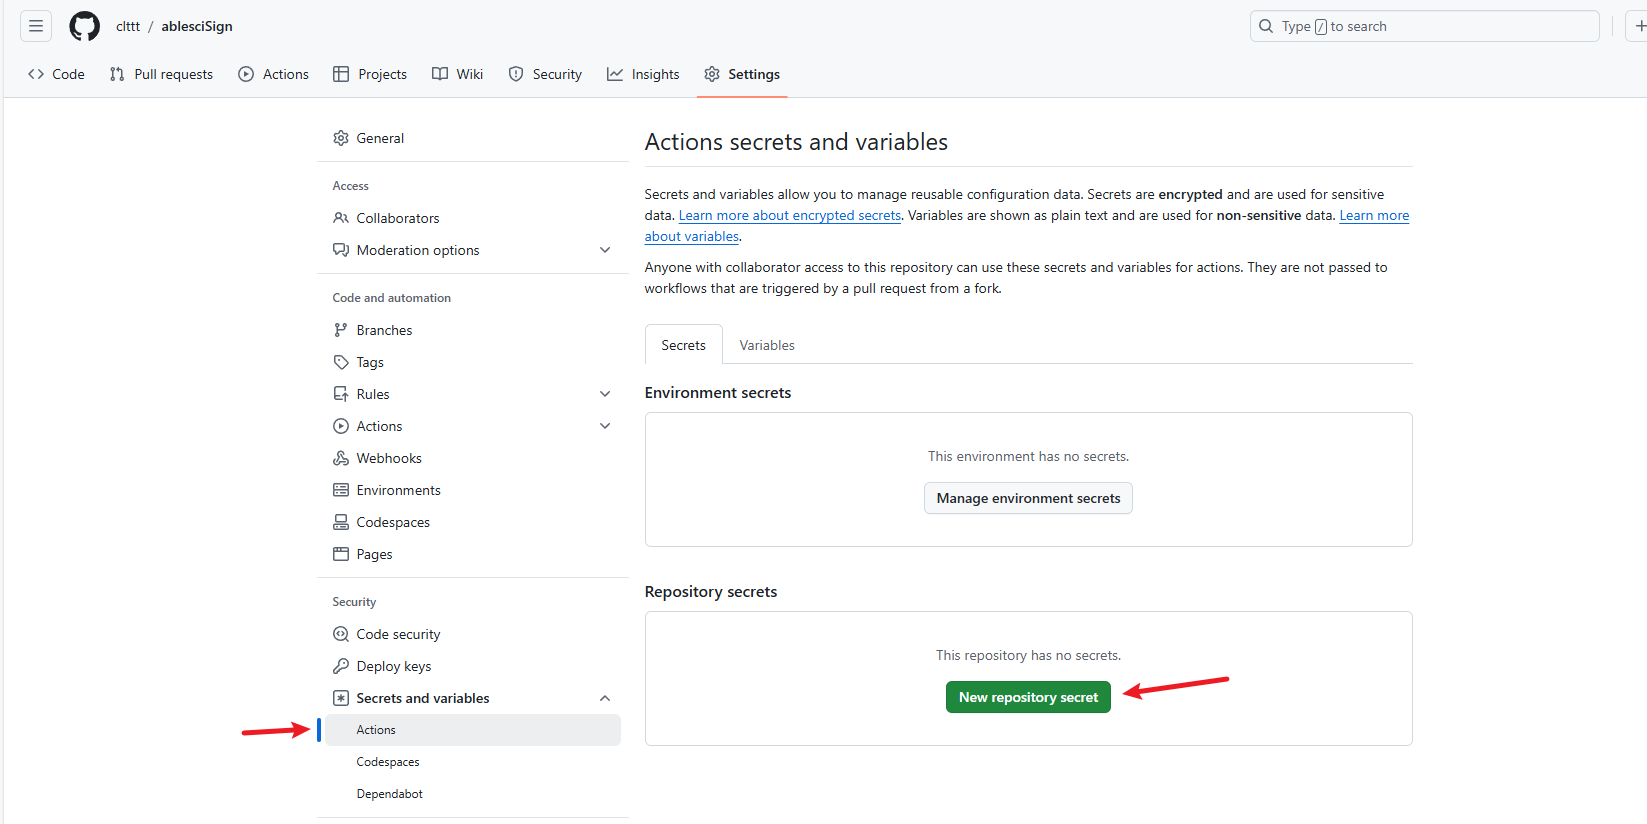 clttt / ablesciSign
Type / to search
Code Pull requests Actions Projects Wiki Security Insights Settings
General
Access
Collaborators
Moderation options
Code and automation
Branches
Tags
Rules
Actions
Webhooks
Environments
Codespaces
Pages
Security
Code security
Deploy keys
Secrets and variables
Actions
Codespaces
Dependabot
Actions secrets and variables
Secrets and variables allow you to manage reusable configuration data. Secrets are encrypted and are used for sensitive
data. Learn more about encrypted secrets. Variables are shown as plain text and are used for non-sensitive data. Learn more
about variables.
Anyone with collaborator access to this repository can use these secrets and variables for actions. They are not passed to
workflows that are triggered by a pull request from a fork.
Secrets Variables
Environment secrets
This environment has no secrets.
Manage environment secrets
Repository secrets
This repository has no secrets.
New repository secret